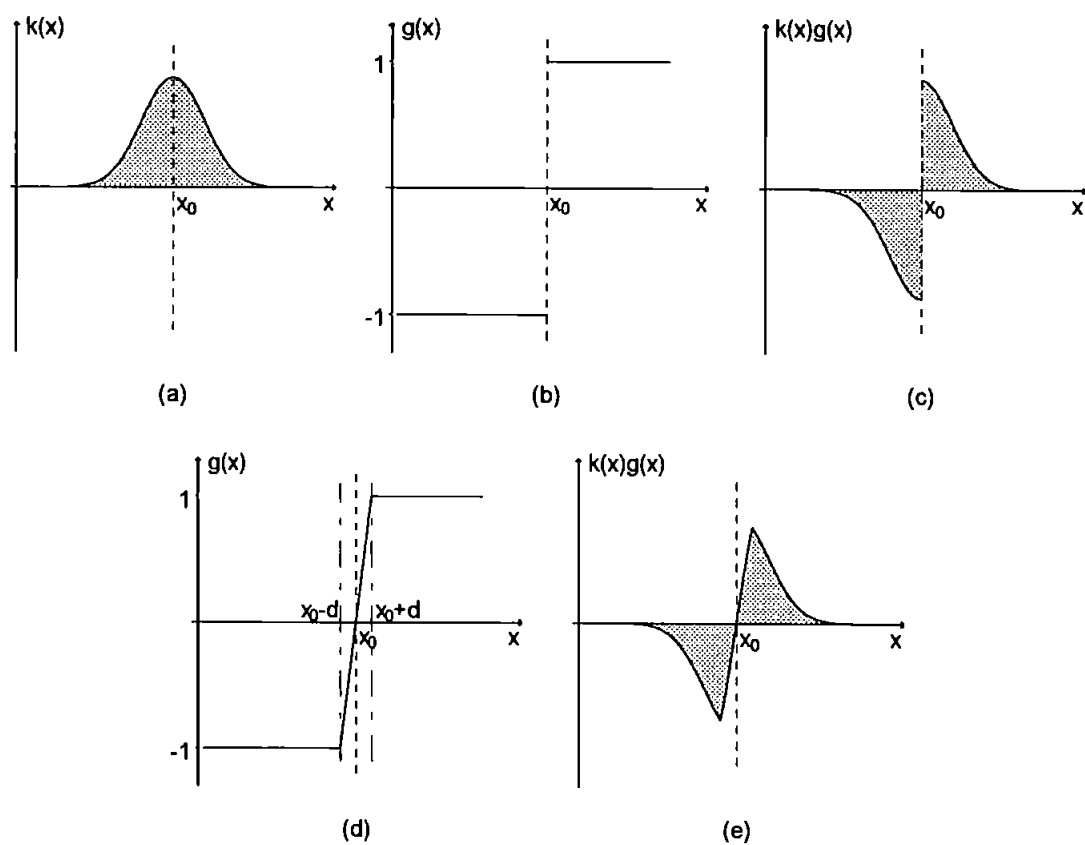 k(x)
x₀
x
(a)
g(x)
1
x₀
x
-1
(b)
k(x)g(x)
x₀
x
(c)
g(x)
1
x₀-d
x₀+d
x₀
x
-1
(d)
k(x)g(x)
x₀
x
(e)